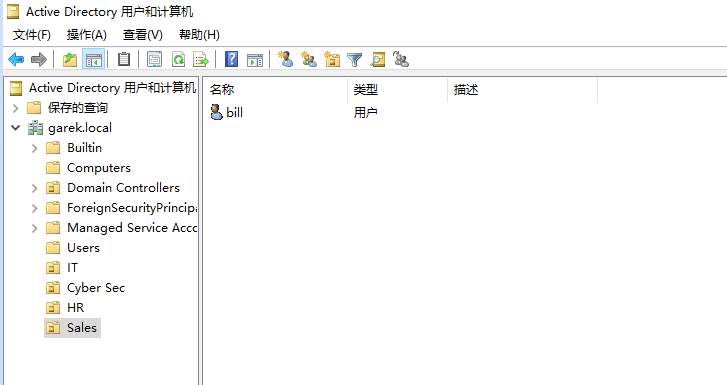 Active Directory 用户和计算机
文件(F) 操作(A) 查看(V) 帮助(H)
Active Directory 用户和计算机
保存的查询
garek.local
Builtin
Computers
Domain Controllers
ForeignSecurityPrincipa
Managed Service Acco
Users
IT
Cyber Sec
HR
Sales
名称 类型 描述
bill 用户